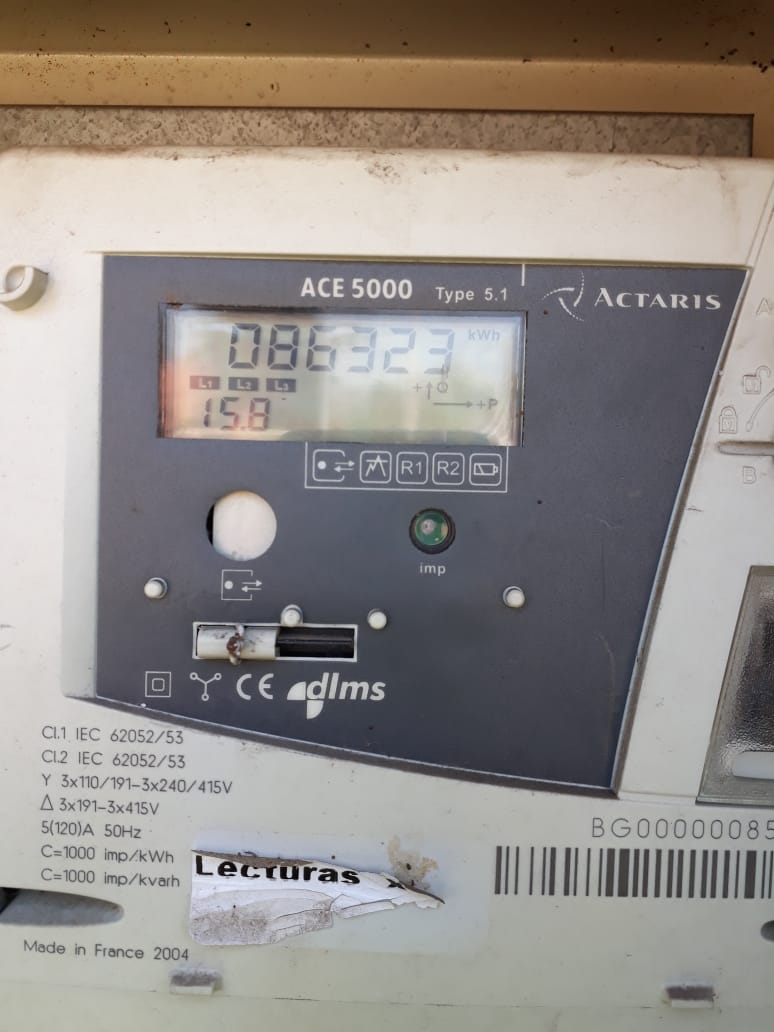 ACE 5000 Type 5.1 ACTARIS
086323 kWh
L1 L2 L3
+Q
+P
15.8
R1 R2
imp
CE dlms
Cl.1 IEC 62052/53
Cl.2 IEC 62052/53
Y 3x110/191-3x240/415V
Δ 3x191-3x415V
5(120)A 50Hz
C=1000 imp/kWh
C=1000 imp/kvarh
Lecturas x
BG00000085
Made in France 2004
A
B